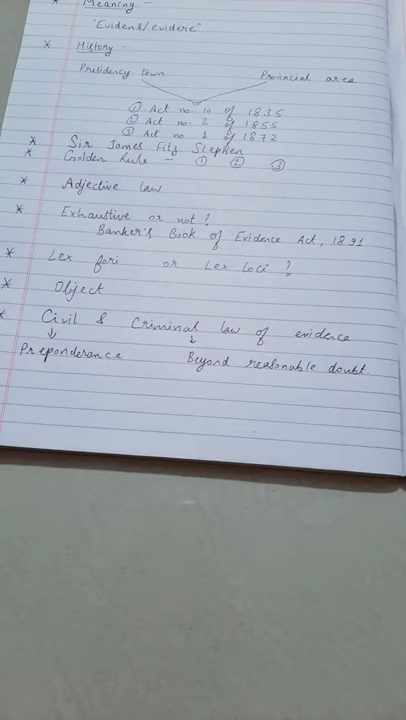 * Meaning -
"Evidens/evidere"
* History -
Presidency town Provincial area
① Act no. 10 of 1835
② Act no. 2 of 1855
③ Act no 1 of 1872
* Sir James Fitz Stephen
* Golden Rule - ① ② ③
* Adjective law
* Exhaustive or not?
Banker's Book of Evidence Act, 1891
* Lex fori or Lex Loci?
* Object
* Civil & Criminal law of evidence
↓ ↓
Preponderance Beyond reasonable doubt.